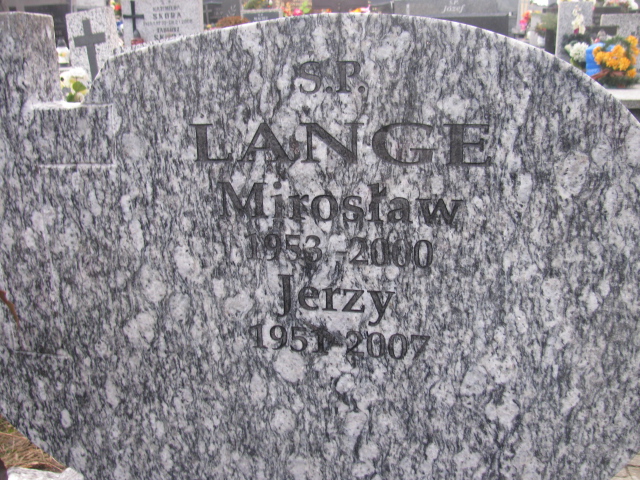 Ś.P.
LANGE
Mirosław
1953-2000
Jerzy
1951-2007